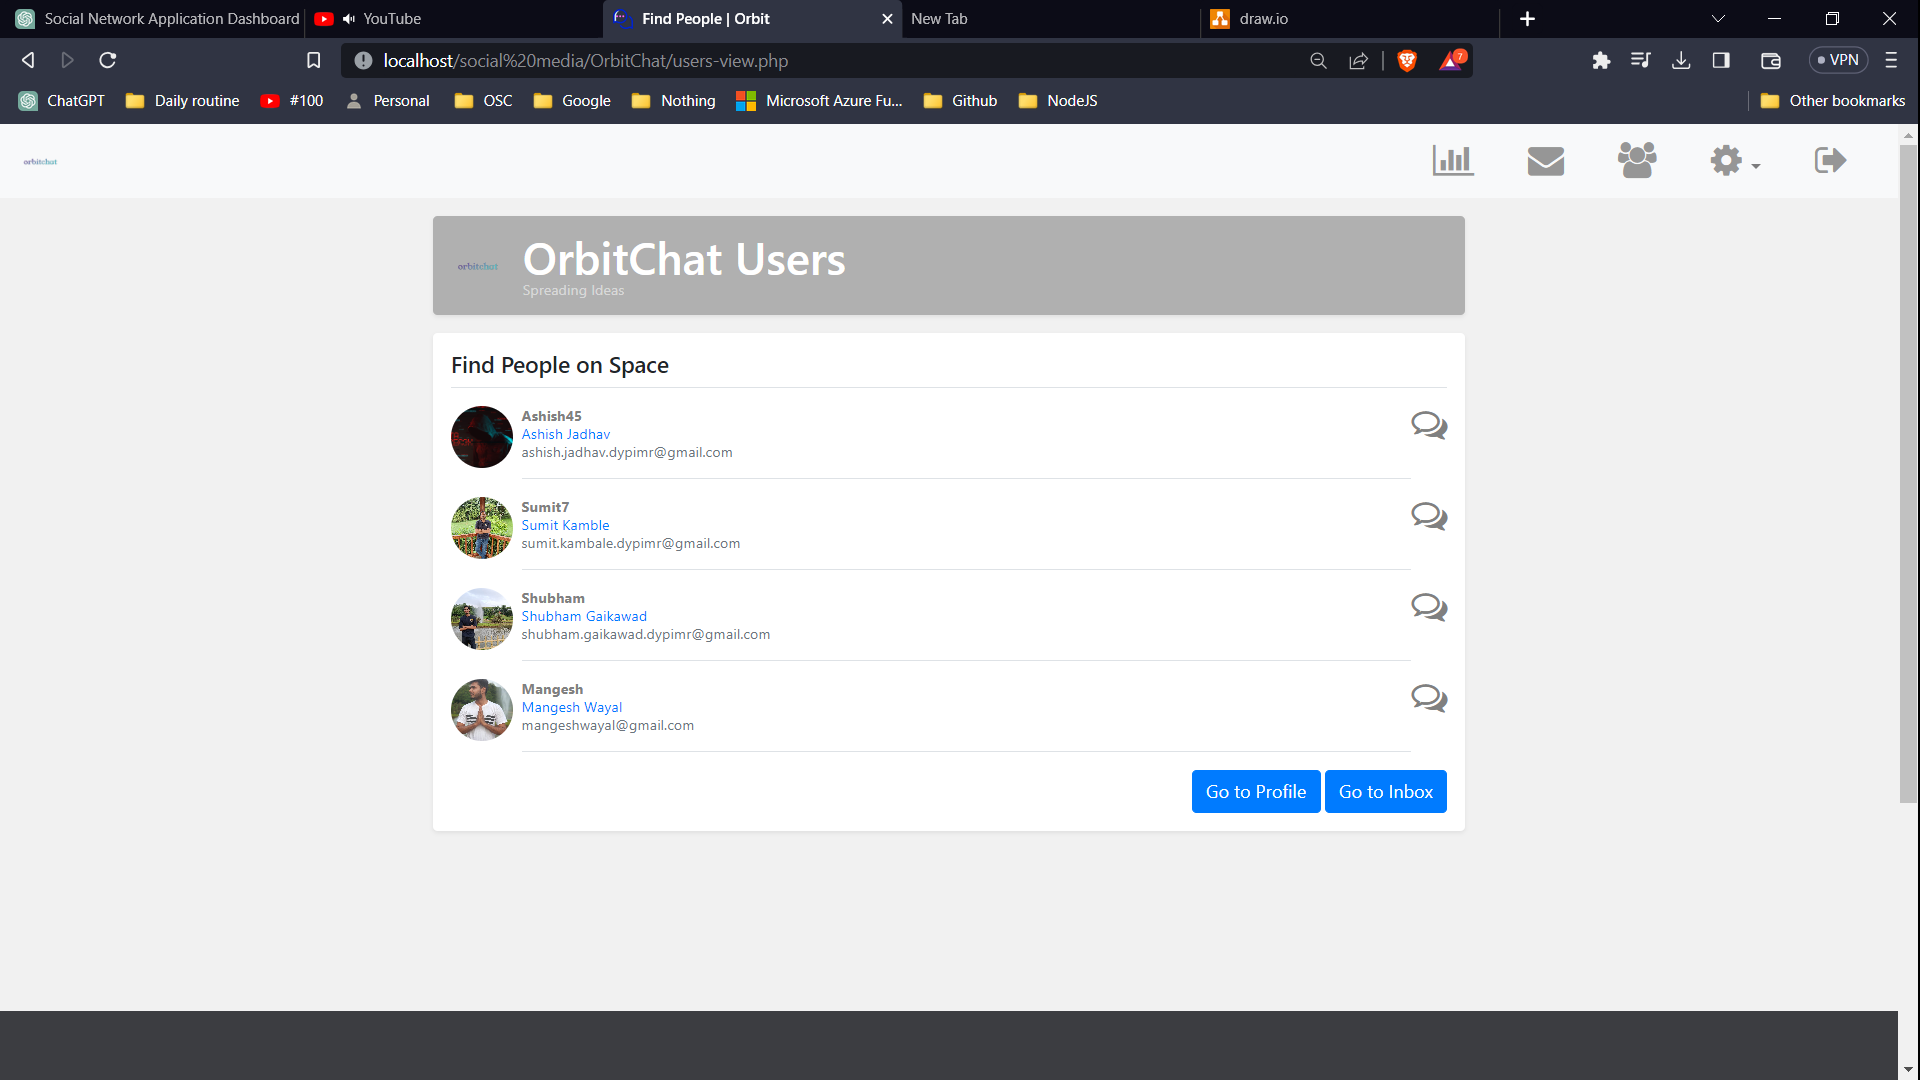 Social Network Application Dashboard
YouTube
Find People | Orbit
New Tab
draw.io
localhost/social%20media/OrbitChat/users-view.php
7
VPN
ChatGPT
Daily routine
#100
Personal
OSC
Google
Nothing
Microsoft Azure Fu...
Github
NodeJS
Other bookmarks
orbitchat
orbitchat
OrbitChat Users
Spreading Ideas
Find People on Space
Ashish45
Ashish Jadhav
ashish.jadhav.dypimr@gmail.com
Sumit7
Sumit Kamble
sumit.kambale.dypimr@gmail.com
Shubham
Shubham Gaikawad
shubham.gaikawad.dypimr@gmail.com
Mangesh
Mangesh Wayal
mangeshwayal@gmail.com
Go to Profile
Go to Inbox